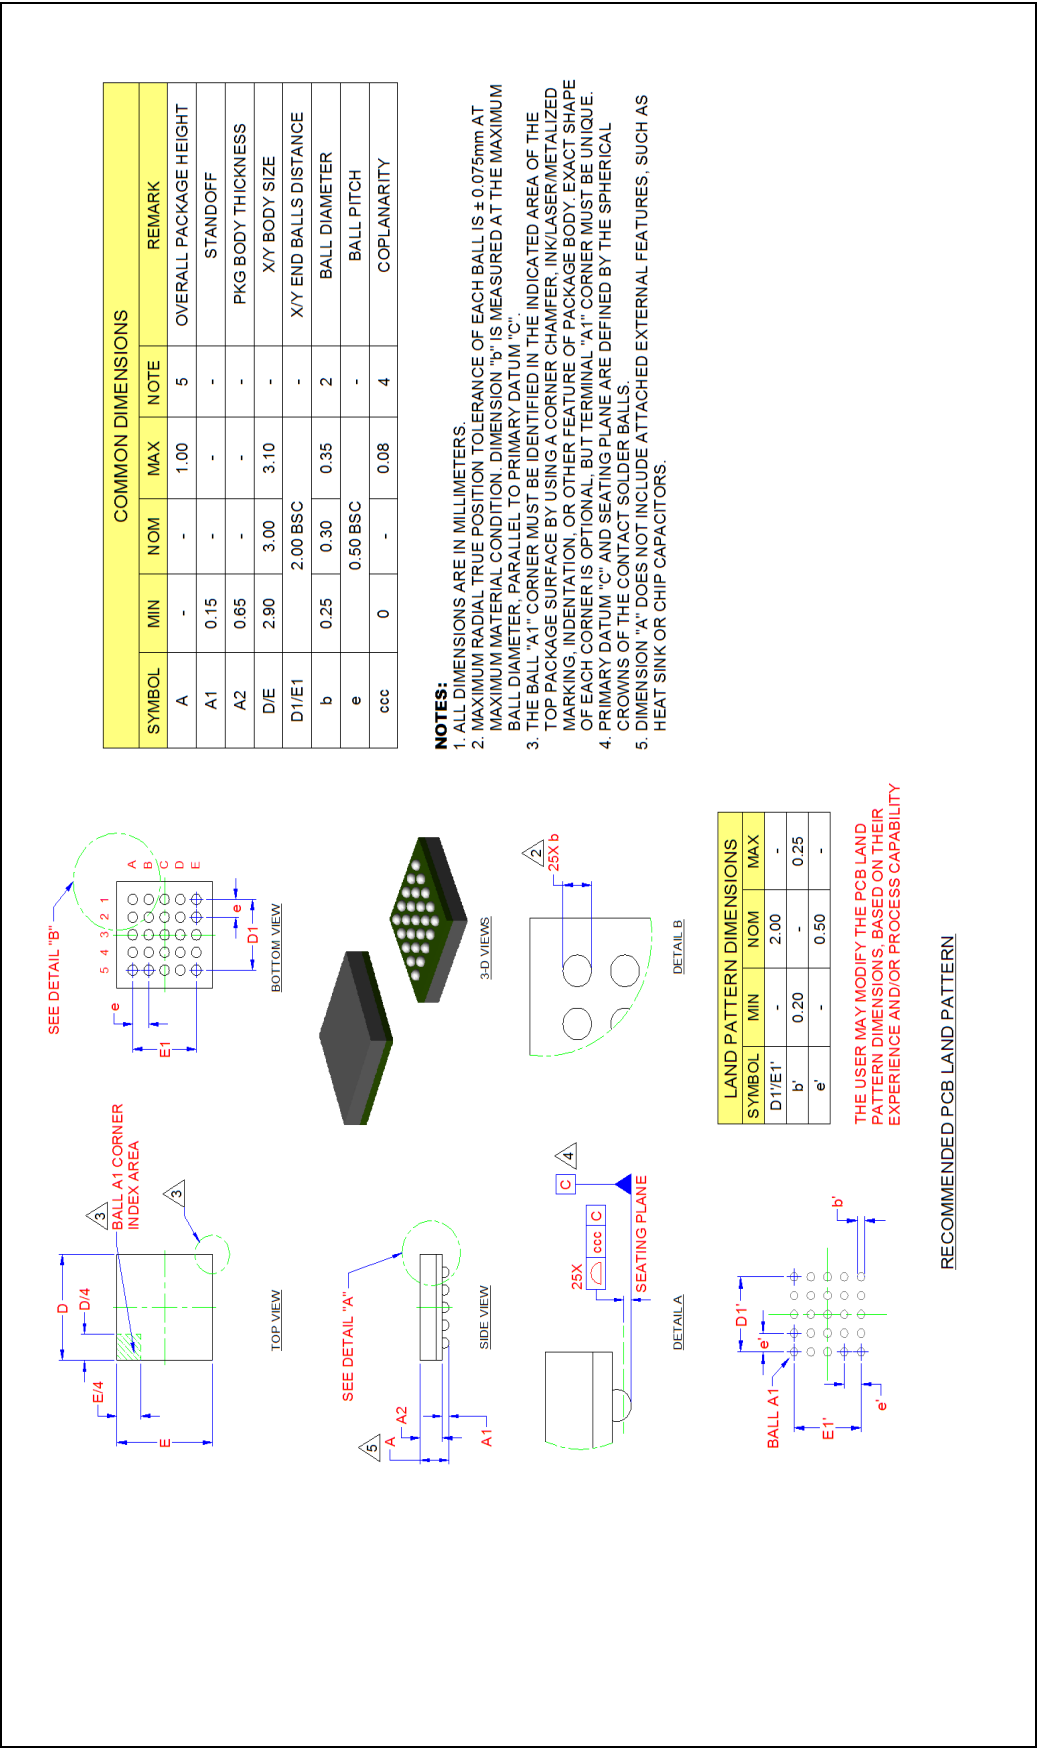 D
D/4
E/4
E
3
BALL A1 CORNER
INDEX AREA
3
TOP VIEW
SEE DETAIL "B"
5 4 3 2 1
A
B
C
D
E
e
E1
e
D1
BOTTOM VIEW
COMMON DIMENSIONS
SYMBOL MIN NOM MAX NOTE REMARK
A - - 1.00 5 OVERALL PACKAGE HEIGHT
A1 0.15 - - - STANDOFF
A2 0.65 - - - PKG BODY THICKNESS
D/E 2.90 3.00 3.10 - X/Y BODY SIZE
D1/E1 2.00 BSC - X/Y END BALLS DISTANCE
b 0.25 0.30 0.35 2 BALL DIAMETER
e 0.50 BSC - BALL PITCH
ccc 0 - 0.08 4 COPLANARITY
SEE DETAIL "A"
5
A
A2
A1
SIDE VIEW
3-D VIEWS
NOTES:
1. ALL DIMENSIONS ARE IN MILLIMETERS.
2. MAXIMUM RADIAL TRUE POSITION TOLERANCE OF EACH BALL IS ± 0.075mm AT
MAXIMUM MATERIAL CONDITION. DIMENSION "b" IS MEASURED AT THE MAXIMUM
BALL DIAMETER, PARALLEL TO PRIMARY DATUM "C".
3. THE BALL "A1" CORNER MUST BE IDENTIFIED IN THE INDICATED AREA OF THE
TOP PACKAGE SURFACE BY USING A CORNER CHAMFER, INK/LASER/METALIZED
MARKING, INDENTATION, OR OTHER FEATURE OF PACKAGE BODY. EXACT SHAPE
OF EACH CORNER IS OPTIONAL, BUT TERMINAL "A1" CORNER MUST BE UNIQUE.
4. PRIMARY DATUM "C" AND SEATING PLANE ARE DEFINED BY THE SPHERICAL
CROWNS OF THE CONTACT SOLDER BALLS.
5. DIMENSION "A" DOES NOT INCLUDE ATTACHED EXTERNAL FEATURES, SUCH AS
HEAT SINK OR CHIP CAPACITORS.
25X
ccc C
C
4
SEATING PLANE
DETAIL A
2
25X b
DETAIL B
BALL A1
D1'
e'
E1'
e'
b'
LAND PATTERN DIMENSIONS
SYMBOL MIN NOM MAX
D1'/E1' - 2.00 -
b' 0.20 - 0.25
e' - 0.50 -
THE USER MAY MODIFY THE PCB LAND
PATTERN DIMENSIONS, BASED ON THEIR
EXPERIENCE AND/OR PROCESS CAPABILITY
RECOMMENDED PCB LAND PATTERN